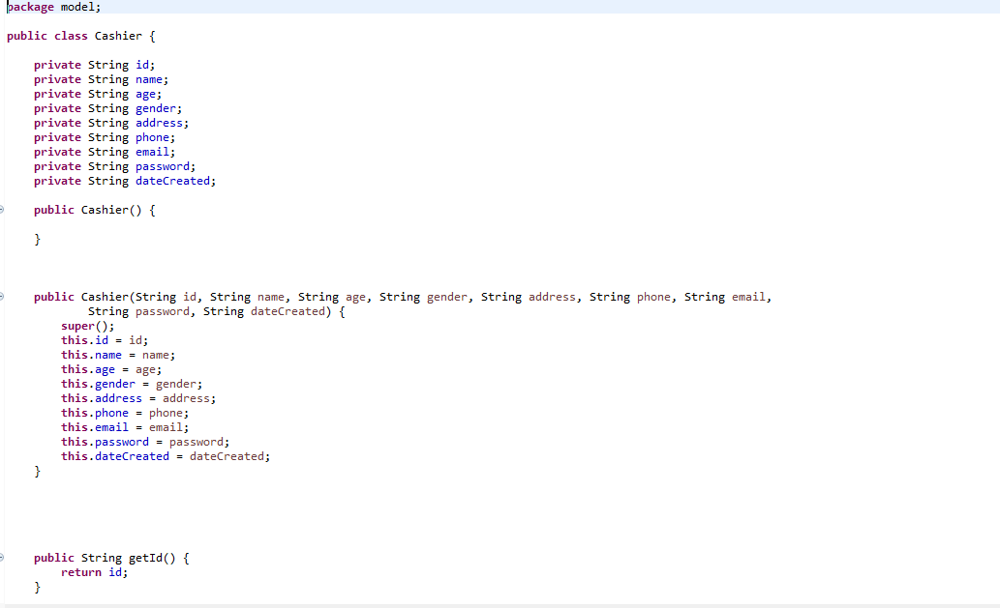 package model;
public class Cashier {
private String id;
private String name;
private String age;
private String gender;
private String address;
private String phone;
private String email;
private String password;
private String dateCreated;
public Cashier() {
}
public Cashier(String id, String name, String age, String gender, String address, String phone, String email,
String password, String dateCreated) {
super();
this.id = id;
this.name = name;
this.age = age;
this.gender = gender;
this.address = address;
this.phone = phone;
this.email = email;
this.password = password;
this.dateCreated = dateCreated;
}
public String getId() {
return id;
}